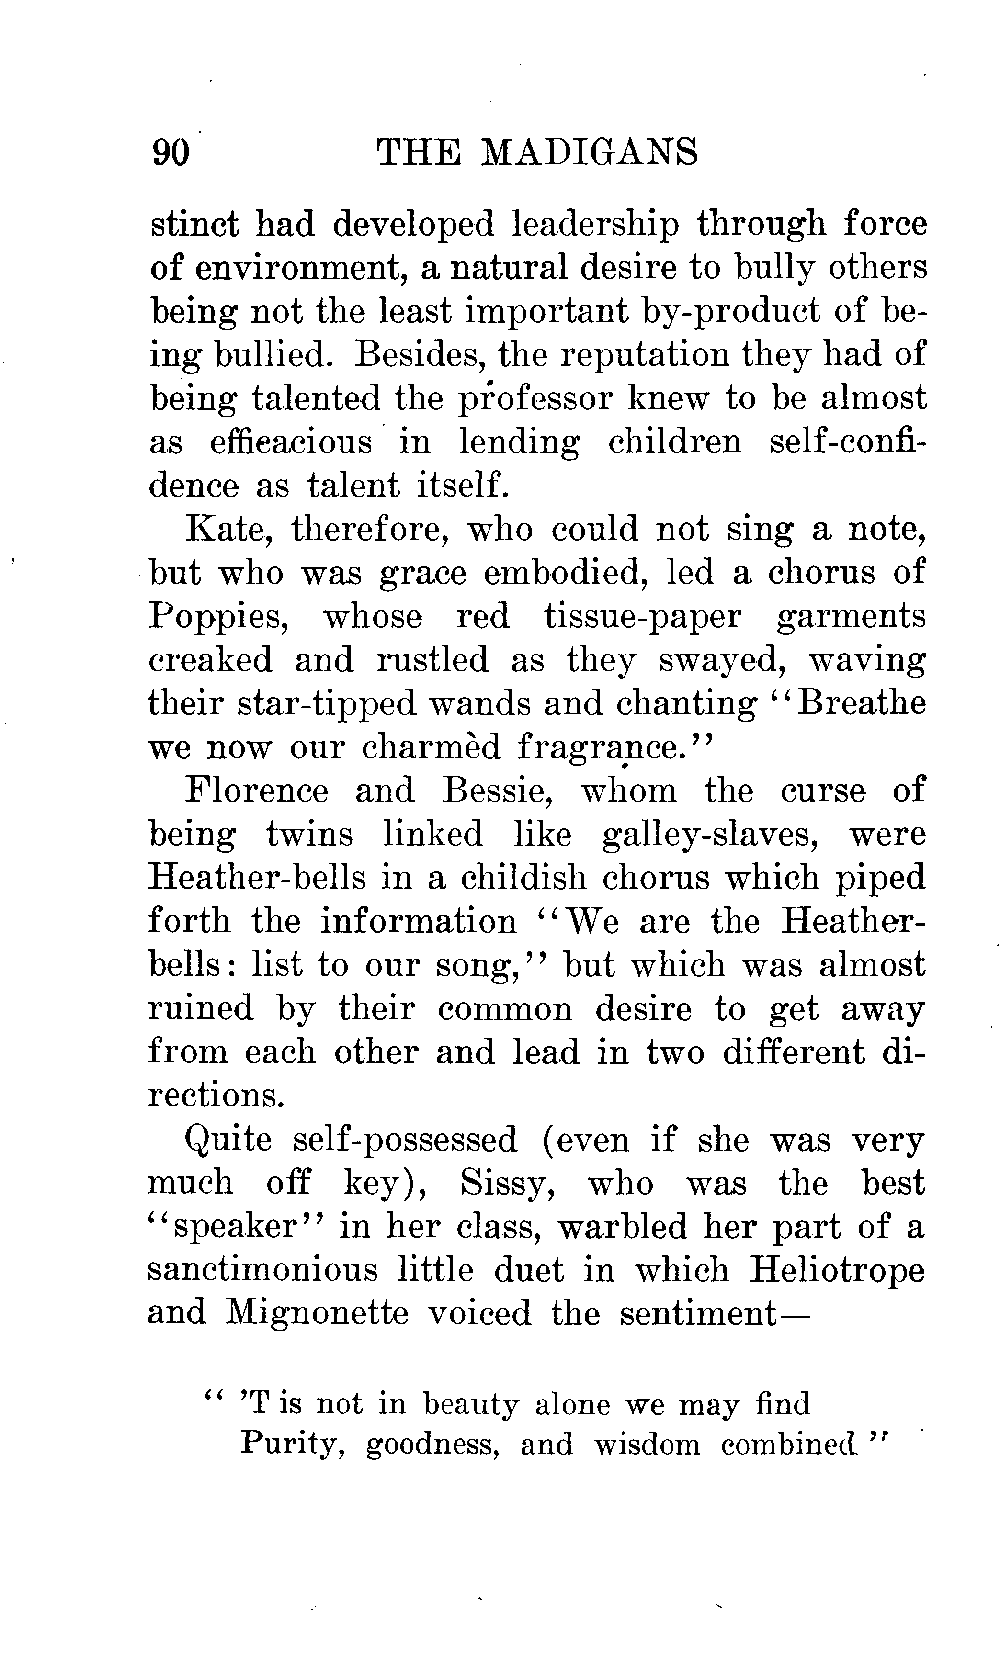 90 THE MADIGANS
stinct had developed leadership through force
of environment, a natural desire to bully others
being not the least important by-product of be-
ing bullied. Besides, the reputation they had of
being talented the professor knew to be almost
as efficacious in lending children self-confi-
dence as talent itself.
Kate, therefore, who could not sing a note,
but who was grace embodied, led a chorus of
Poppies, whose red tissue-paper garments
creaked and rustled as they swayed, waving
their star-tipped wands and chanting "Breathe
we now our charmèd fragrance."
Florence and Bessie, whom the curse of
being twins linked like galley-slaves, were
Heather-bells in a childish chorus which piped
forth the information "We are the Heather-
bells: list to our song," but which was almost
ruined by their common desire to get away
from each other and lead in two different di-
rections.
Quite self-possessed (even if she was very
much off key), Sissy, who was the best
"speaker" in her class, warbled her part of a
sanctimonious little duet in which Heliotrope
and Mignonette voiced the sentiment—
" 'T is not in beauty alone we may find
Purity, goodness, and wisdom combined "